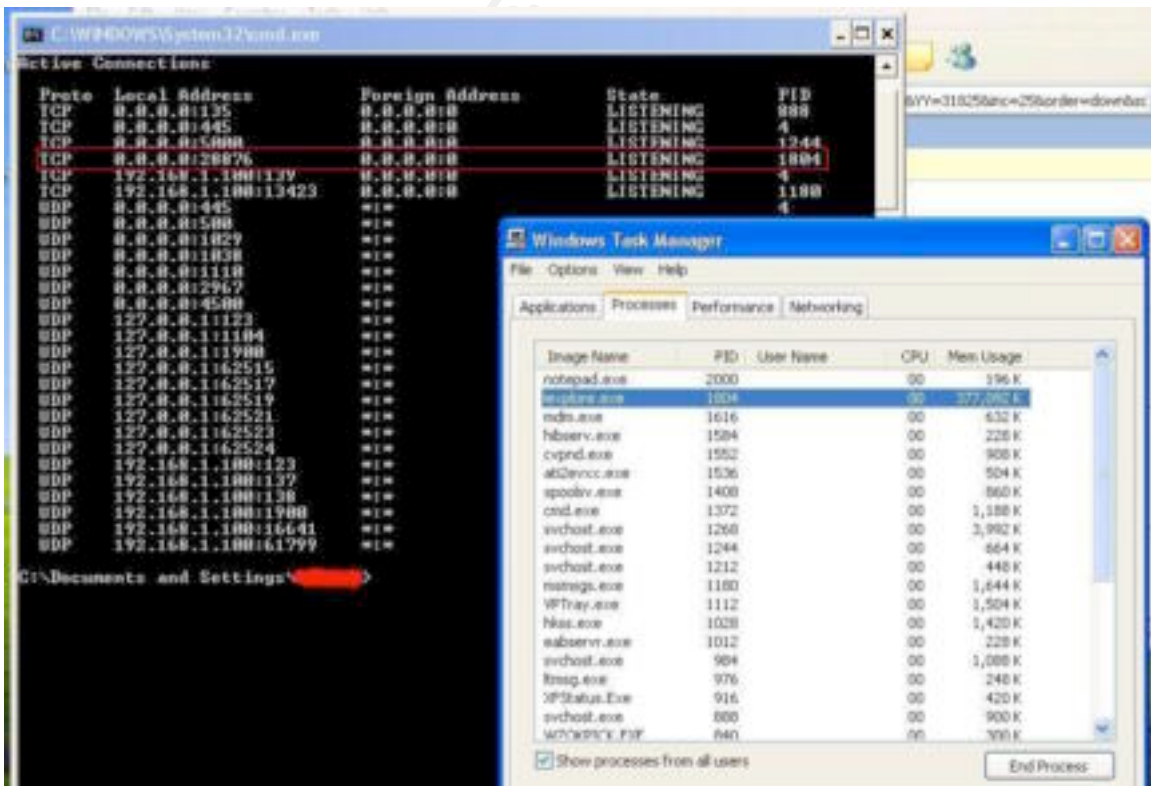 C:\WINDOWS\System32\cmd.exe
Active Connections
Proto Local Address Foreign Address State PID
TCP 0.0.0.0:135 0.0.0.0:0 LISTENING 888
TCP 0.0.0.0:445 0.0.0.0:0 LISTENING 4
TCP 0.0.0.0:5000 0.0.0.0:0 LISTENING 1244
TCP 0.0.0.0:28876 0.0.0.0:0 LISTENING 1804
TCP 192.168.1.100:139 0.0.0.0:0 LISTENING 4
TCP 192.168.1.100:13423 0.0.0.0:0 LISTENING 1180
UDP 0.0.0.0:445 *:* 4
UDP 0.0.0.0:500 *:*
UDP 0.0.0.0:1029 *:*
UDP 0.0.0.0:1038 *:*
UDP 0.0.0.0:1110 *:*
UDP 0.0.0.0:2967 *:*
UDP 0.0.0.0:4500 *:*
UDP 127.0.0.1:123 *:*
UDP 127.0.0.1:1104 *:*
UDP 127.0.0.1:1900 *:*
UDP 127.0.0.1:62515 *:*
UDP 127.0.0.1:62517 *:*
UDP 127.0.0.1:62519 *:*
UDP 127.0.0.1:62521 *:*
UDP 127.0.0.1:62523 *:*
UDP 127.0.0.1:62524 *:*
UDP 192.168.1.100:123 *:*
UDP 192.168.1.100:137 *:*
UDP 192.168.1.100:138 *:*
UDP 192.168.1.100:1900 *:*
UDP 192.168.1.100:16641 *:*
UDP 192.168.1.100:61799 *:*
C:\Documents and Settings\ >
Windows Task Manager
File Options View Help
Applications Processes Performance Networking
Image Name PID User Name CPU Mem Usage
notepad.exe 2000 00 196 K
iexplore.exe 1804 00 377,092 K
mdm.exe 1616 00 632 K
hibserv.exe 1584 00 228 K
cvpnd.exe 1552 00 908 K
ati2evxx.exe 1536 00 504 K
spoolsv.exe 1408 00 860 K
cmd.exe 1372 00 1,188 K
svchost.exe 1268 00 3,992 K
svchost.exe 1244 00 664 K
svchost.exe 1212 00 448 K
msmsgs.exe 1180 00 1,644 K
VPTray.exe 1112 00 1,504 K
hkss.exe 1028 00 1,420 K
eabservr.exe 1012 00 228 K
svchost.exe 984 00 1,088 K
ltmsg.exe 976 00 248 K
XPStatus.Exe 916 00 420 K
svchost.exe 888 00 900 K
WZQKPICK.EXE 840 00 300 K
Show processes from all users
End Process